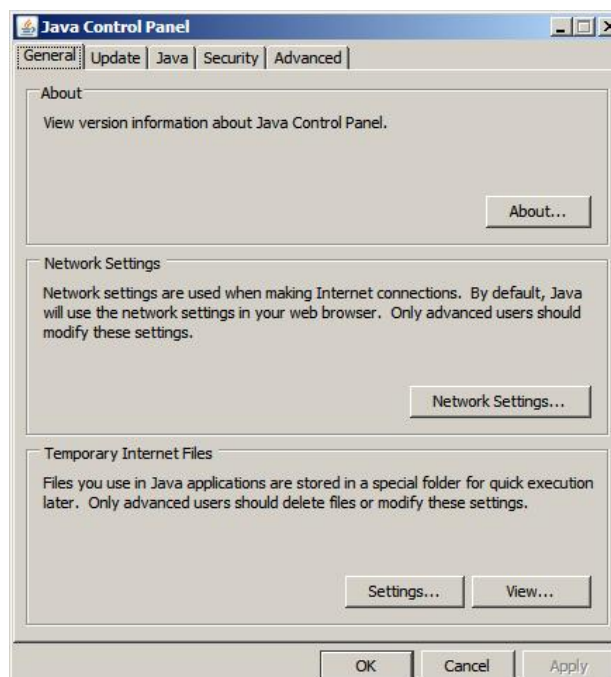 Java Control Panel
General Update Java Security Advanced
About
View version information about Java Control Panel.
About...
Network Settings
Network settings are used when making Internet connections. By default, Java
will use the network settings in your web browser. Only advanced users should
modify these settings.
Network Settings...
Temporary Internet Files
Files you use in Java applications are stored in a special folder for quick execution
later. Only advanced users should delete files or modify these settings.
Settings... View...
OK Cancel Apply